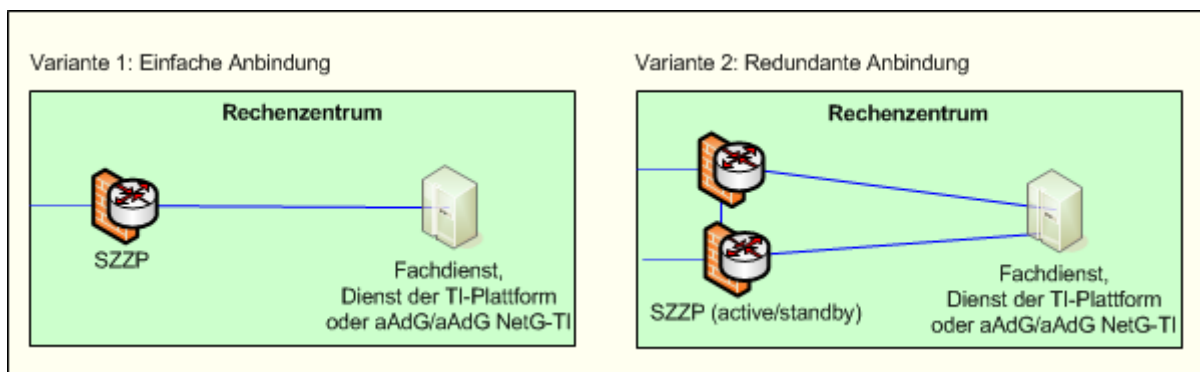 Variante 1: Einfache Anbindung
Rechenzentrum
SZZP
Fachdienst,
Dienst der TI-Plattform
oder aAdG/aAdG NetG-TI
Variante 2: Redundante Anbindung
Rechenzentrum
SZZP (active/standby)
Fachdienst,
Dienst der TI-Plattform
oder aAdG/aAdG NetG-TI